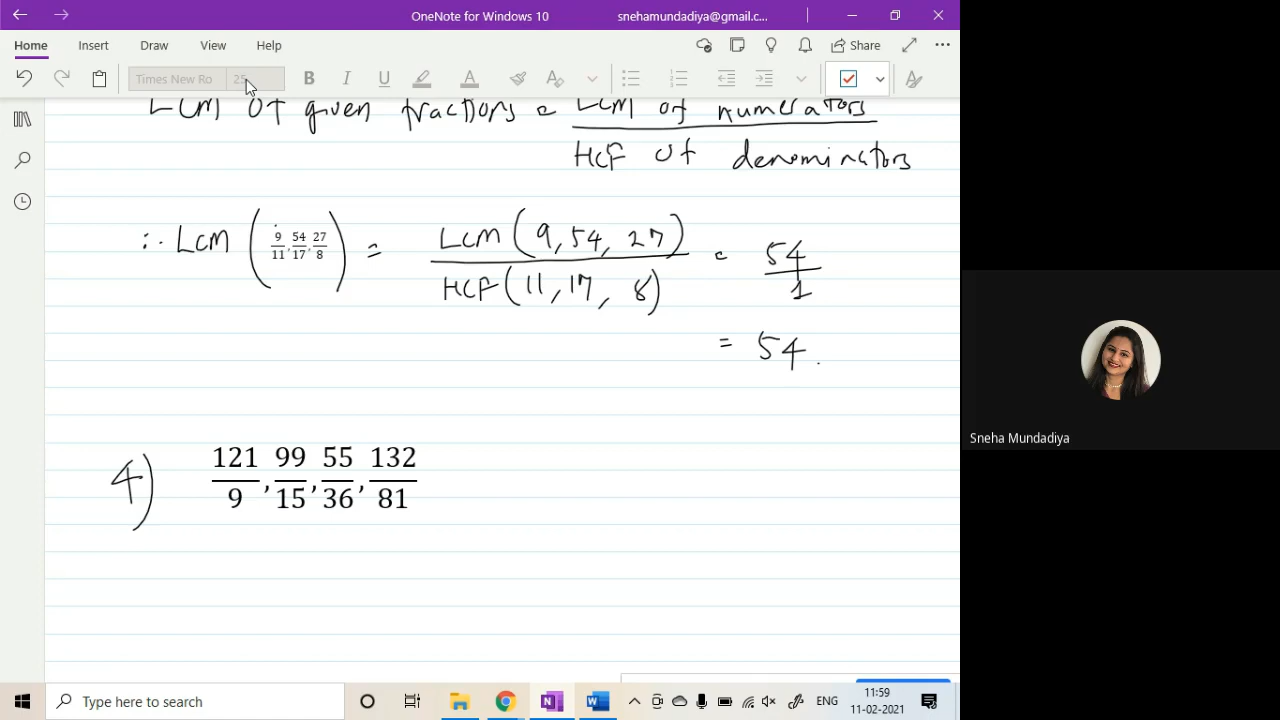 OneNote for Windows 10
snehamundadiya@gmail.c...
Home Insert Draw View Help
Share
Times New Ro 25
B I U A
LCM Of given fractions = LCM of numerators
HCF Of denominators
∴ LCM (9/11, 54/17, 27/8) = LCM (9, 54, 27) / HCF (11, 17, 8) = 54/1
= 54.
4) 121/9, 99/15, 55/36, 132/81
Sneha Mundadiya
Type here to search
ENG
11:59
11-02-2021